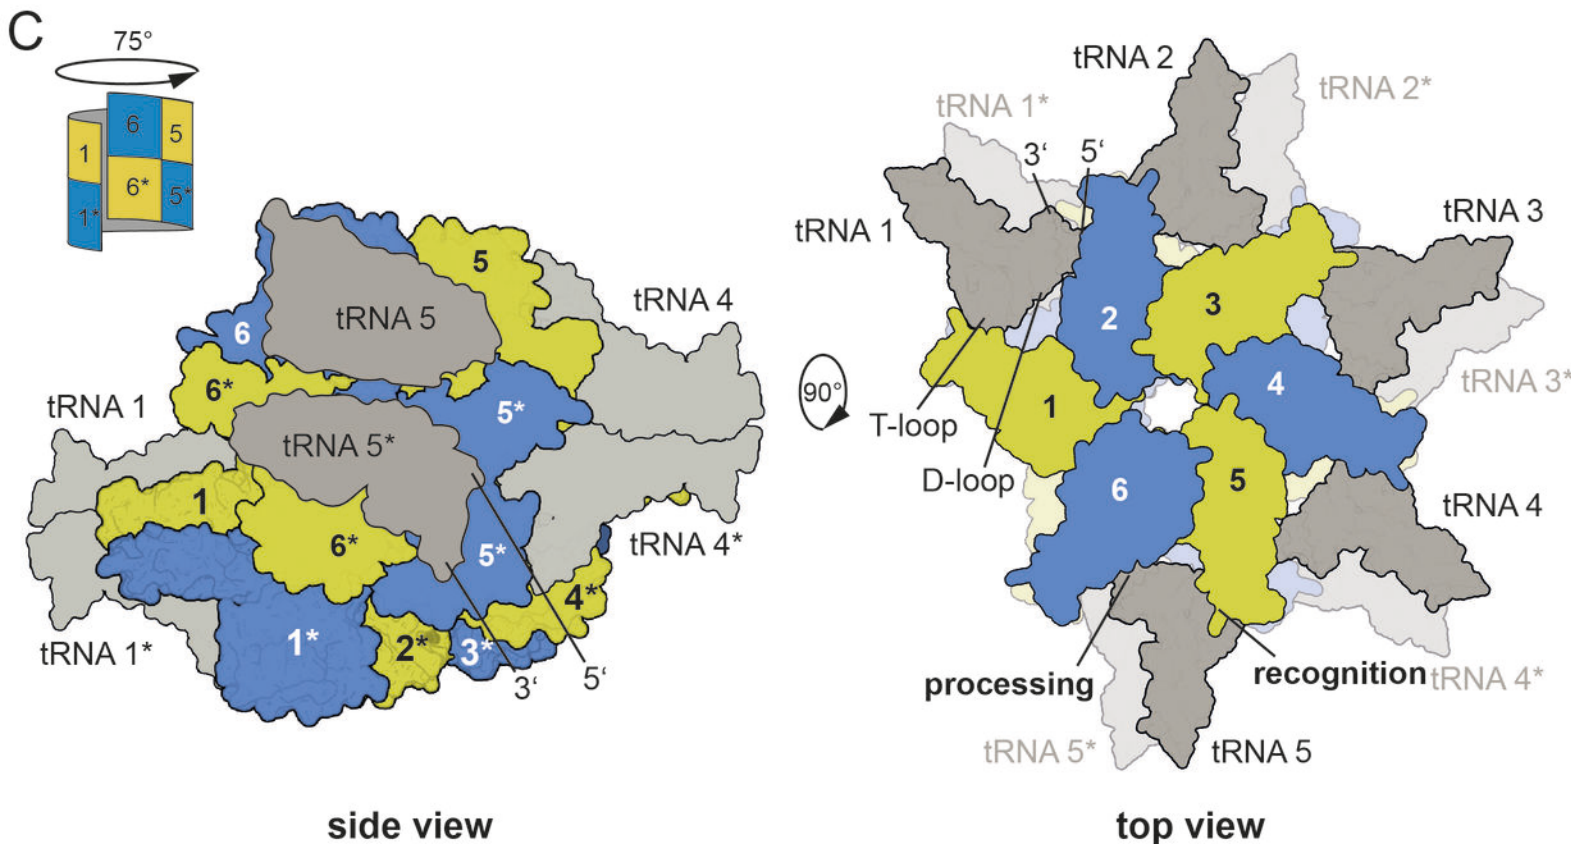 C
75°
6
5
1
6*
5*
1*
5
tRNA 4
tRNA 5
6
6*
5*
tRNA 1
tRNA 5*
1
6*
5*
tRNA 4*
4*
tRNA 1*
1*
2*
3*
3‘
5‘
side view
tRNA 2
tRNA 2*
tRNA 1*
3‘
5‘
tRNA 1
tRNA 3
2
3
90°
4
tRNA 3*
1
T-loop
D-loop
6
5
tRNA 4
processing
recognition
tRNA 4*
tRNA 5*
tRNA 5
top view